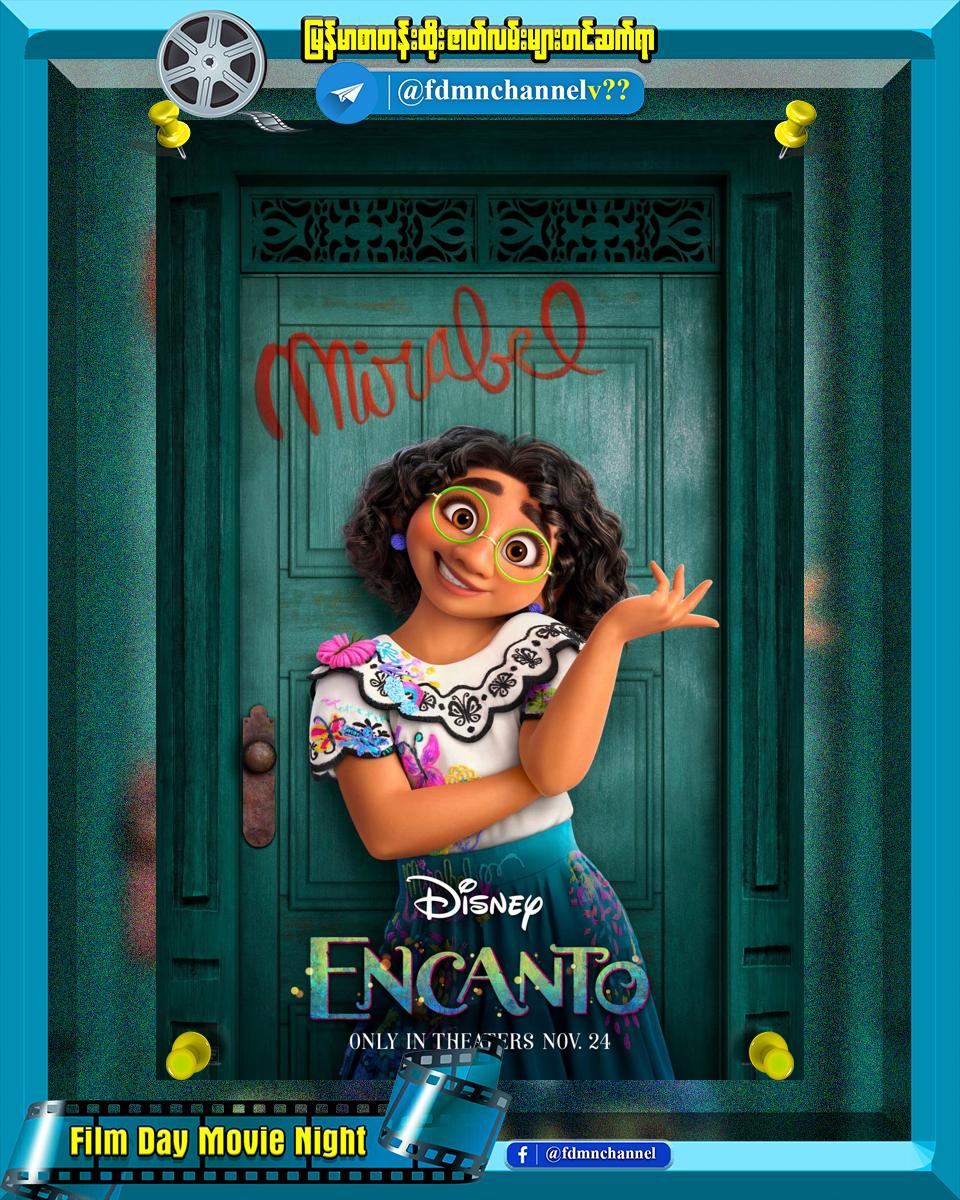 မြန်မာစာတန်းထိုးဇာတ်လမ်းများတင်ဆက်ရာ
@fdmnchannelv??
Mirabel
Disney
ENCANTO
ONLY IN THEATERS NOV. 24
Film Day Movie Night
@fdmnchannel